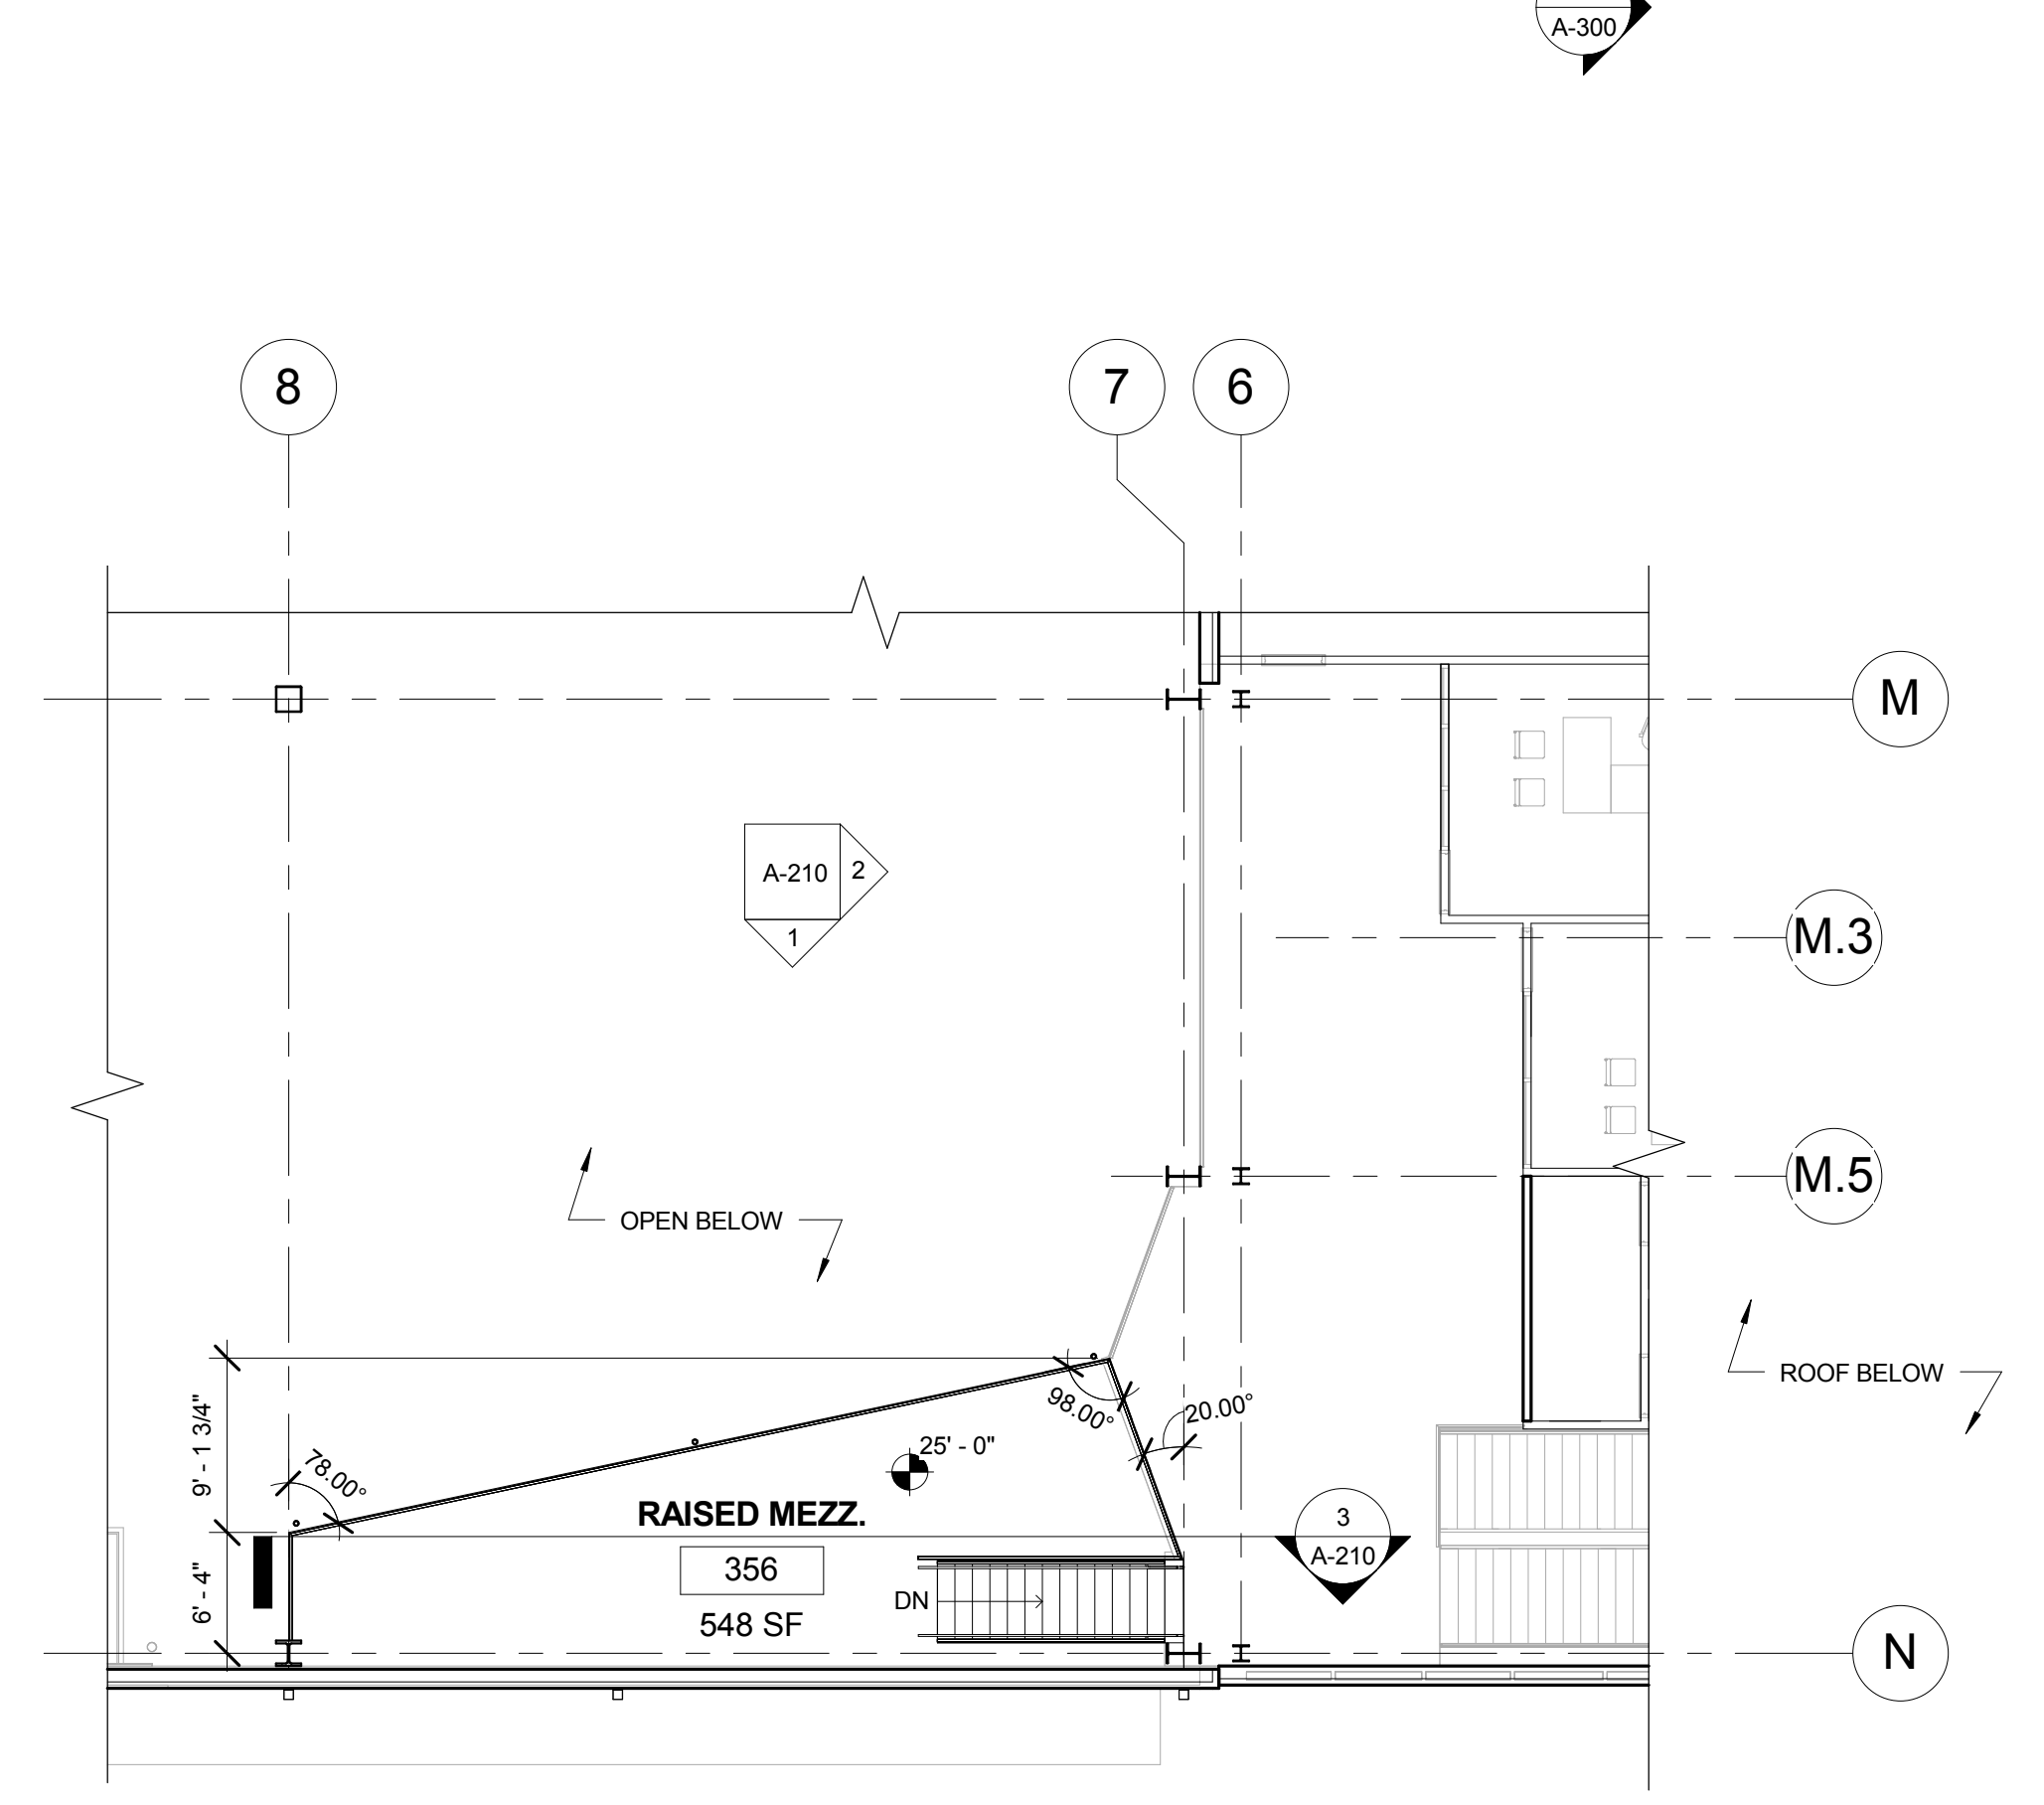 A-300
8
7
6
M
A-210
2
1
M.3
M.5
OPEN BELOW
ROOF BELOW
9' - 1 3/4"
98.00°
20.00°
25' - 0"
78.00°
RAISED MEZZ.
3
A-210
356
6' - 4"
DN
548 SF
N